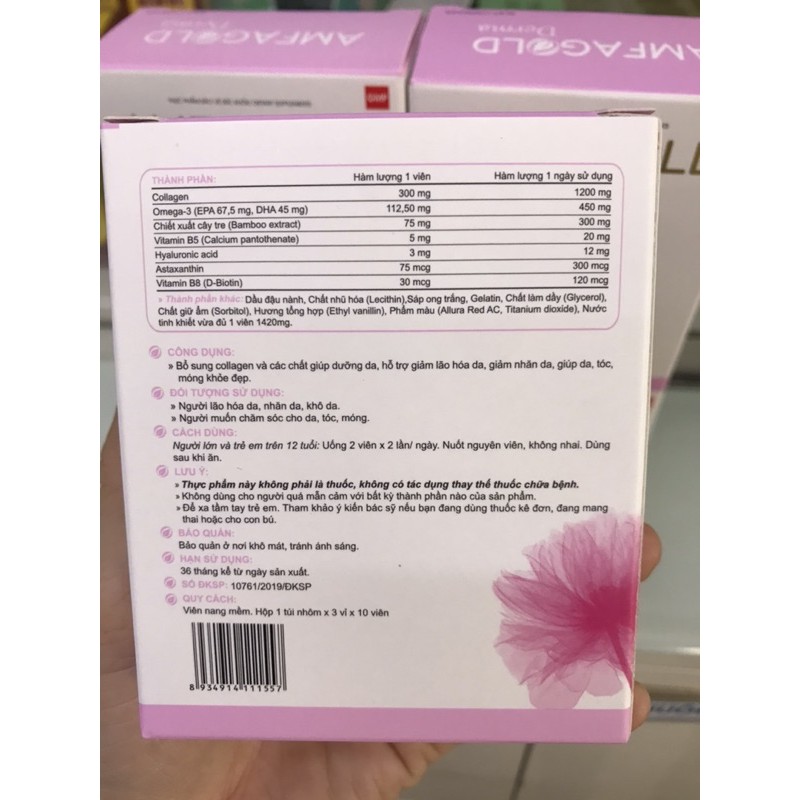 AMFAGOLD
Derma
AMFAGOLD
Derma
GMP
THÀNH PHẦN: Hàm lượng 1 viên Hàm lượng 1 ngày sử dụng
Collagen 300 mg 1200 mg
Omega-3 (EPA 67,5 mg, DHA 45 mg) 112,50 mg 450 mg
Chiết xuất cây tre (Bamboo extract) 75 mg 300 mg
Vitamin B5 (Calcium pantothenate) 5 mg 20 mg
Hyaluronic acid 3 mg 12 mg
Astaxanthin 75 mcg 300 mcg
Vitamin B8 (D-Biotin) 30 mcg 120 mcg
» Thành phần khác: Dầu đậu nành, Chất nhũ hóa (Lecithin),Sáp ong trắng, Gelatin, Chất làm dầy (Glycerol),
Chất giữ ẩm (Sorbitol), Hương tổng hợp (Ethyl vanillin), Phẩm màu (Allura Red AC, Titanium dioxide), Nước
tinh khiết vừa đủ 1 viên 1420mg.
CÔNG DỤNG:
» Bổ sung collagen và các chất giúp dưỡng da, hỗ trợ giảm lão hóa da, giảm nhăn da, giúp da, tóc,
móng khỏe đẹp.
ĐỐI TƯỢNG SỬ DỤNG:
» Người lão hóa da, nhăn da, khô da.
» Người muốn chăm sóc cho da, tóc, móng.
CÁCH DÙNG:
Người lớn và trẻ em trên 12 tuổi: Uống 2 viên x 2 lần/ ngày. Nuốt nguyên viên, không nhai. Dùng
sau khi ăn.
LƯU Ý:
» Thực phẩm này không phải là thuốc, không có tác dụng thay thế thuốc chữa bệnh.
» Không dùng cho người quá mẫn cảm với bất kỳ thành phần nào của sản phẩm.
» Để xa tầm tay trẻ em. Tham khảo ý kiến bác sỹ nếu bạn đang dùng thuốc kê đơn, đang mang
thai hoặc cho con bú.
BẢO QUẢN:
Bảo quản ở nơi khô mát, tránh ánh sáng.
HẠN SỬ DỤNG:
36 tháng kể từ ngày sản xuất.
SỐ ĐKSP: 10761/2019/ĐKSP
QUY CÁCH:
Viên nang mềm. Hộp 1 túi nhôm x 3 vỉ x 10 viên
8 934914 111557